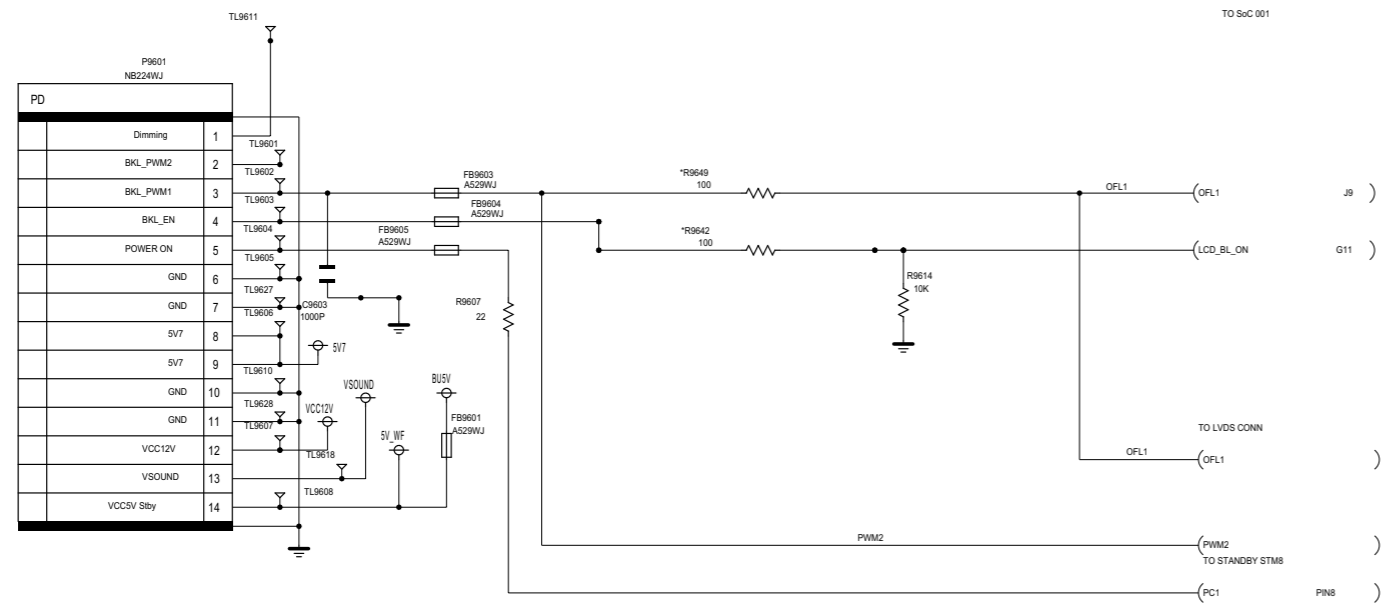 TO SoC 001
TL9611
P9601
NB224WJ
PD
Dimming 1
TL9601
BKL_PWM2 2
TL9602
BKL_PWM1 3
FB9603
A529WJ
*R9649
100
OFL1
OFL1 J9
TL9603
BKL_EN 4
FB9604
A529WJ
TL9604
POWER ON 5
FB9605
A529WJ
*R9642
100
LCD_BL_ON G11
TL9605
GND 6
R9614
10K
TL9627
GND 7
C9603
1000P
R9607
22
TL9606
5V7 8
5V7
5V7 9
TL9610
GND 10
VSOUND
BU5V
TL9628
GND 11
VCC12V
FB9601
A529WJ
TL9607
VCC12V 12
5V_WF
TL9618
TO LVDS CONN
OFL1
OFL1
VSOUND 13
TL9608
VCC5V Stby 14
PWM2
PWM2
TO STANDBY STM8
PC1 PIN8